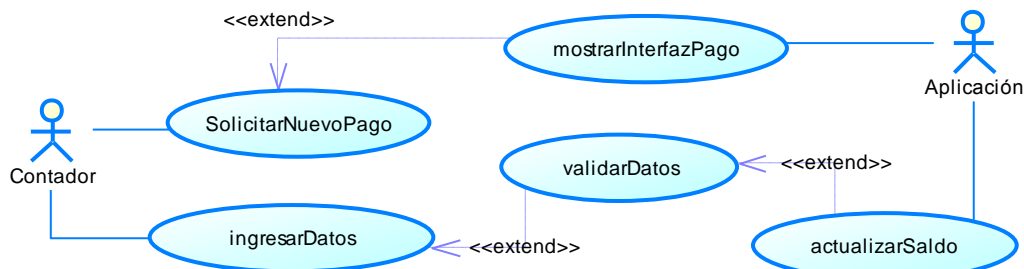 <<extend>>
mostrarInterfazPago
Aplicación
SolicitarNuevoPago
Contador
validarDatos
<<extend>>
ingresarDatos
<<extend>>
actualizarSaldo